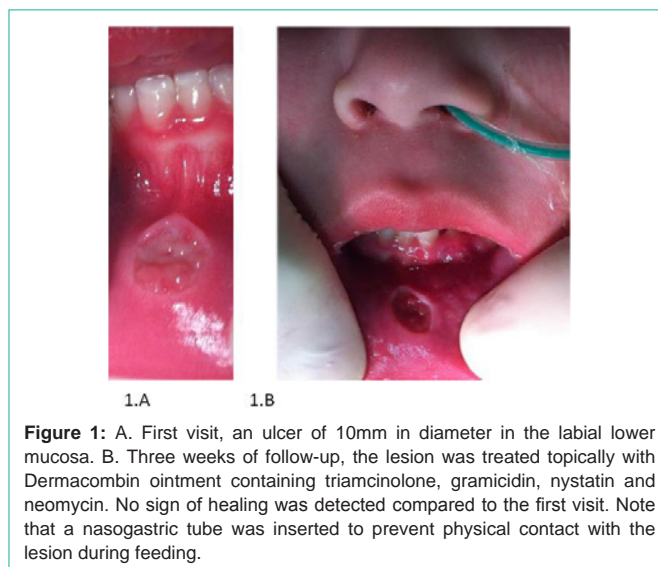 1.A
1.B
Figure 1: A. First visit, an ulcer of 10mm in diameter in the labial lower
mucosa. B. Three weeks of follow-up, the lesion was treated topically with
Dermacombin ointment containing triamcinolone, gramicidin, nystatin and
neomycin. No sign of healing was detected compared to the first visit. Note
that a nasogastric tube was inserted to prevent physical contact with the
lesion during feeding.